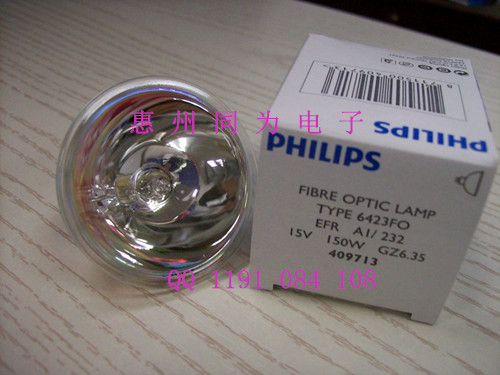 惠州同为电子
PHILIPS
PHILIPS
FIBRE OPTIC LAMP
TYPE 6423FO
EFR A1/232
15V 150W GZ6.35
409713
QQ 1191 084 108